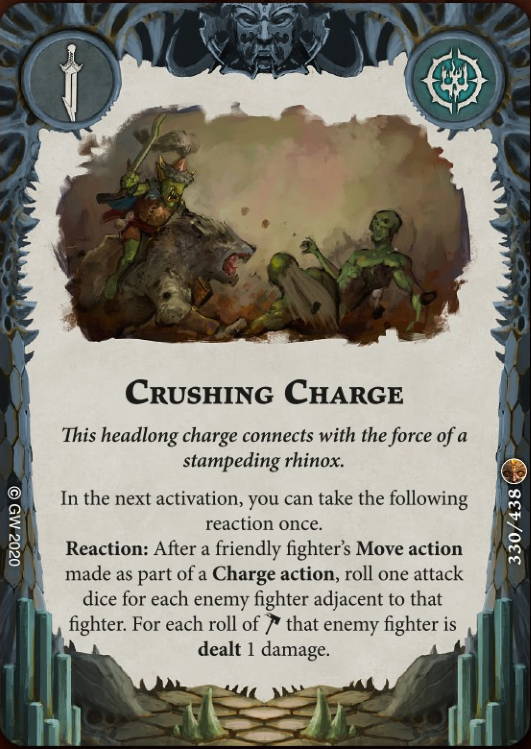 CRUSHING CHARGE
This headlong charge connects with the force of a
stampeding rhinox.
In the next activation, you can take the following
reaction once.
Reaction: After a friendly fighter's Move action
made as part of a Charge action, roll one attack
dice for each enemy fighter adjacent to that
fighter. For each roll of that enemy fighter is
dealt 1 damage.
© GW 2020
330/438